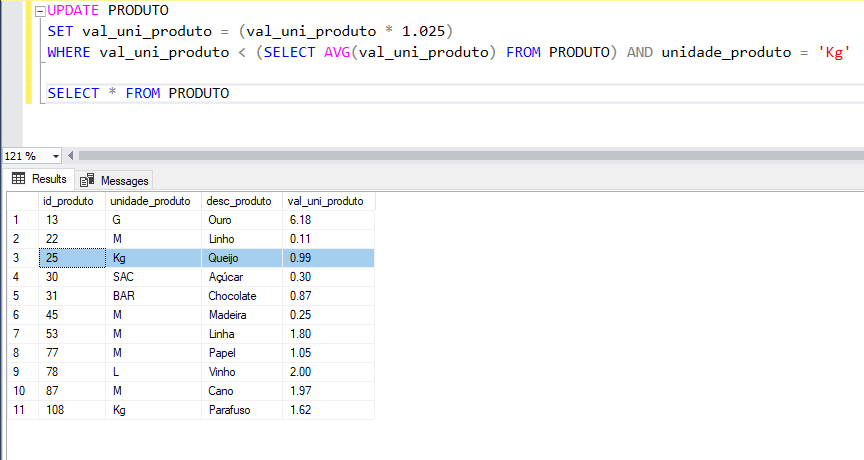 UPDATE PRODUTO
SET val_uni_produto = (val_uni_produto * 1.025)
WHERE val_uni_produto < (SELECT AVG(val_uni_produto) FROM PRODUTO) AND unidade_produto = 'Kg'
SELECT * FROM PRODUTO
121 %
Results Messages
id_produto unidade_produto desc_produto val_uni_produto
1 13 G Ouro 6.18
2 22 M Linho 0.11
3 25 Kg Queijo 0.99
4 30 SAC Açúcar 0.30
5 31 BAR Chocolate 0.87
6 45 M Madeira 0.25
7 53 M Linha 1.80
8 77 M Papel 1.05
9 78 L Vinho 2.00
10 87 M Cano 1.97
11 108 Kg Parafuso 1.62